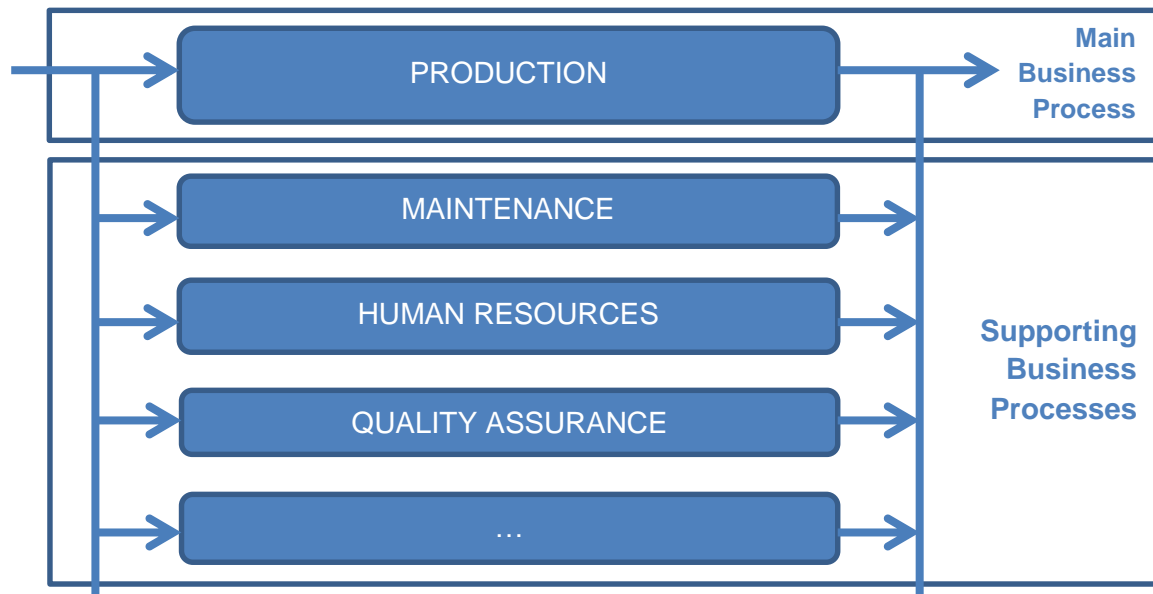 PRODUCTION
Main
Business
Process
MAINTENANCE
HUMAN RESOURCES
QUALITY ASSURANCE
...
Supporting
Business
Processes